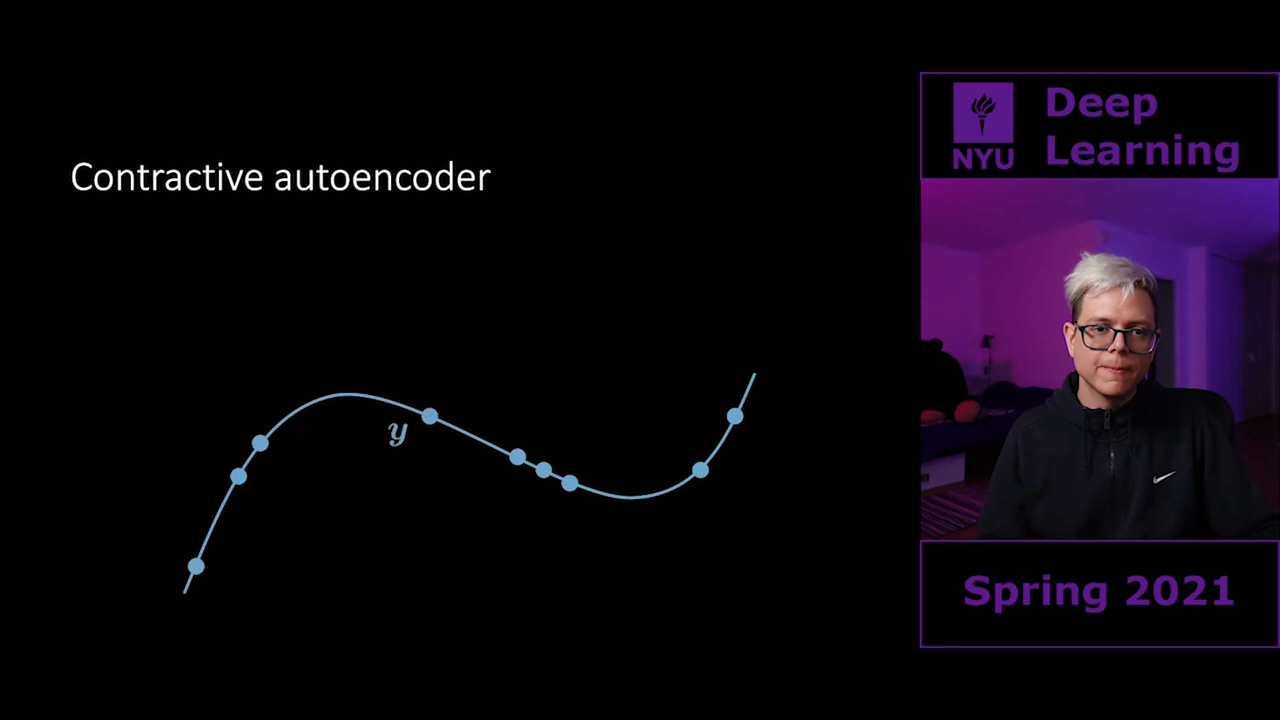 Contractive autoencoder
y
NYU
Deep
Learning
Spring 2021